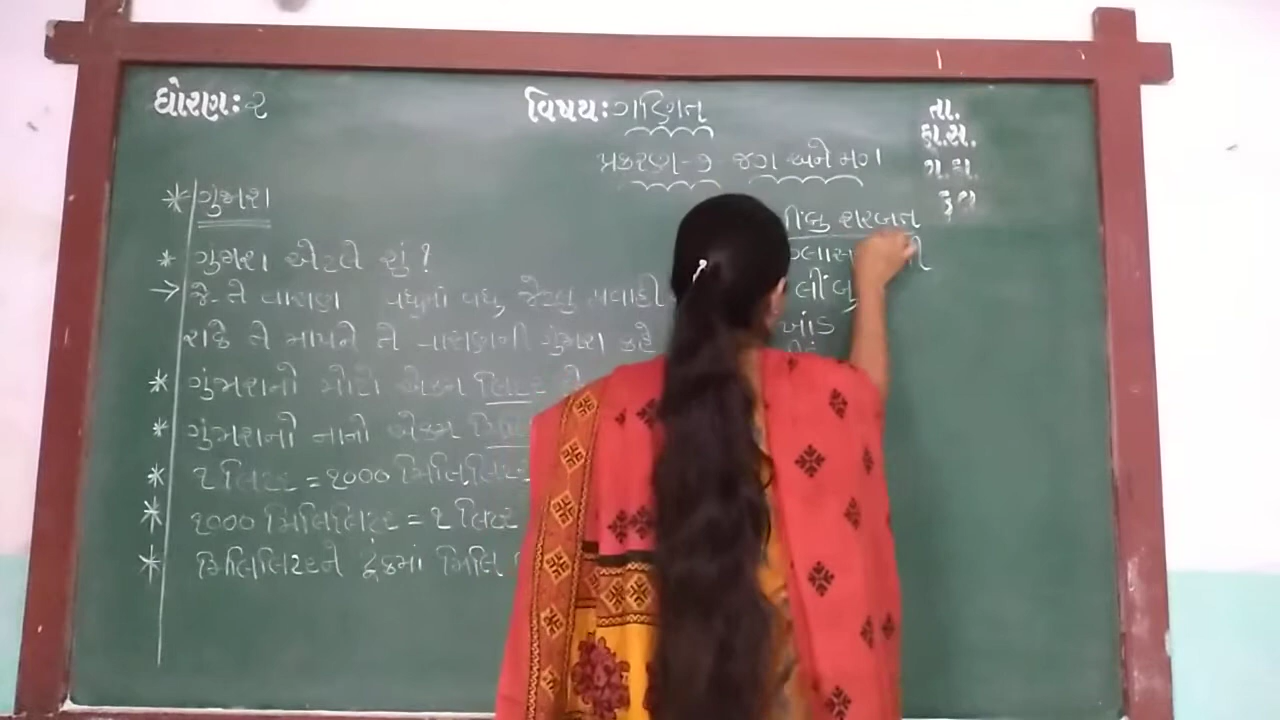 ધોરણ: ૨
વિષય: ગણિત
તા.
હા.સ.
ગ.હા.
કુલ
પ્રકરણ-૭ જગ અને મગ
* ગુંજાશ
લીંબુ શરબત
* ગુંજાશ એટલે શું?
ગ્લાસ
→ જે-તે વાસણ વધુમાં વધુ જેટલું પ્રવાહી
લીંબુ
શકે તે માપને તે વાસણની ગુંજાશ કહે
ખાંડ
* ગુંજાશનો મોટો એકમ લિટર છે
* ગુંજાશનો નાનો એકમ
* ૧ લિટર = ૧૦૦૦ મિલિલિટર
* ૧૦૦૦ મિલિલિટર = ૧ લિટર
* મિલિલિટરને ટૂંકમાં મિલિ